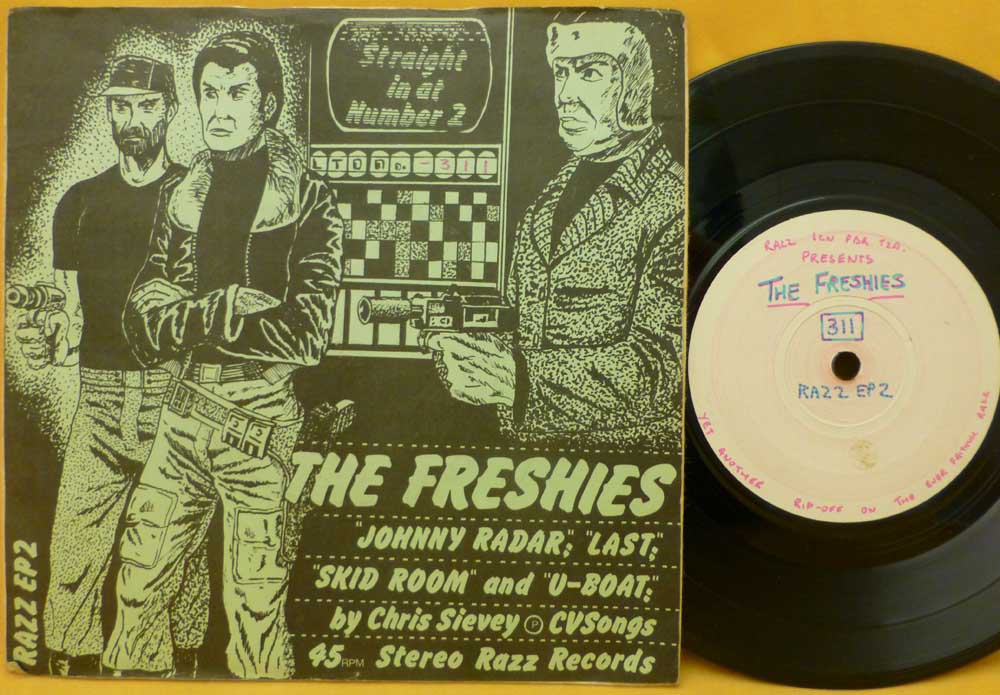 Straight
in at
Number 2
LTD No. -311
THE FRESHIES
"JOHNNY RADAR;" "LAST;"
"SKID ROOM" and "U-BOAT;"
by Chris Sievey Ⓟ CVSongs
45RPM Stereo Razz Records
RAZZ EP2
PRESENTS
THE FRESHIES
311
RAZZ EP2
YET ANOTHER RIP-OFF ON THE RAZZ